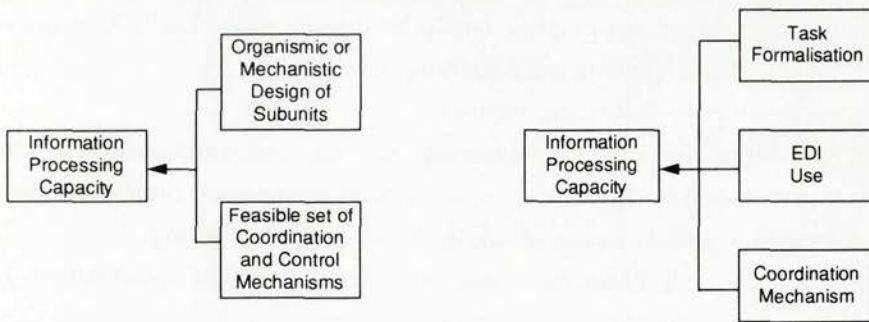 Organismic or
Mechanistic
Design of
Subunits
Information
Processing
Capacity
Feasible set of
Coordination
and Control
Mechanisms
Task
Formalisation
Information
Processing
Capacity
EDI
Use
Coordination
Mechanism